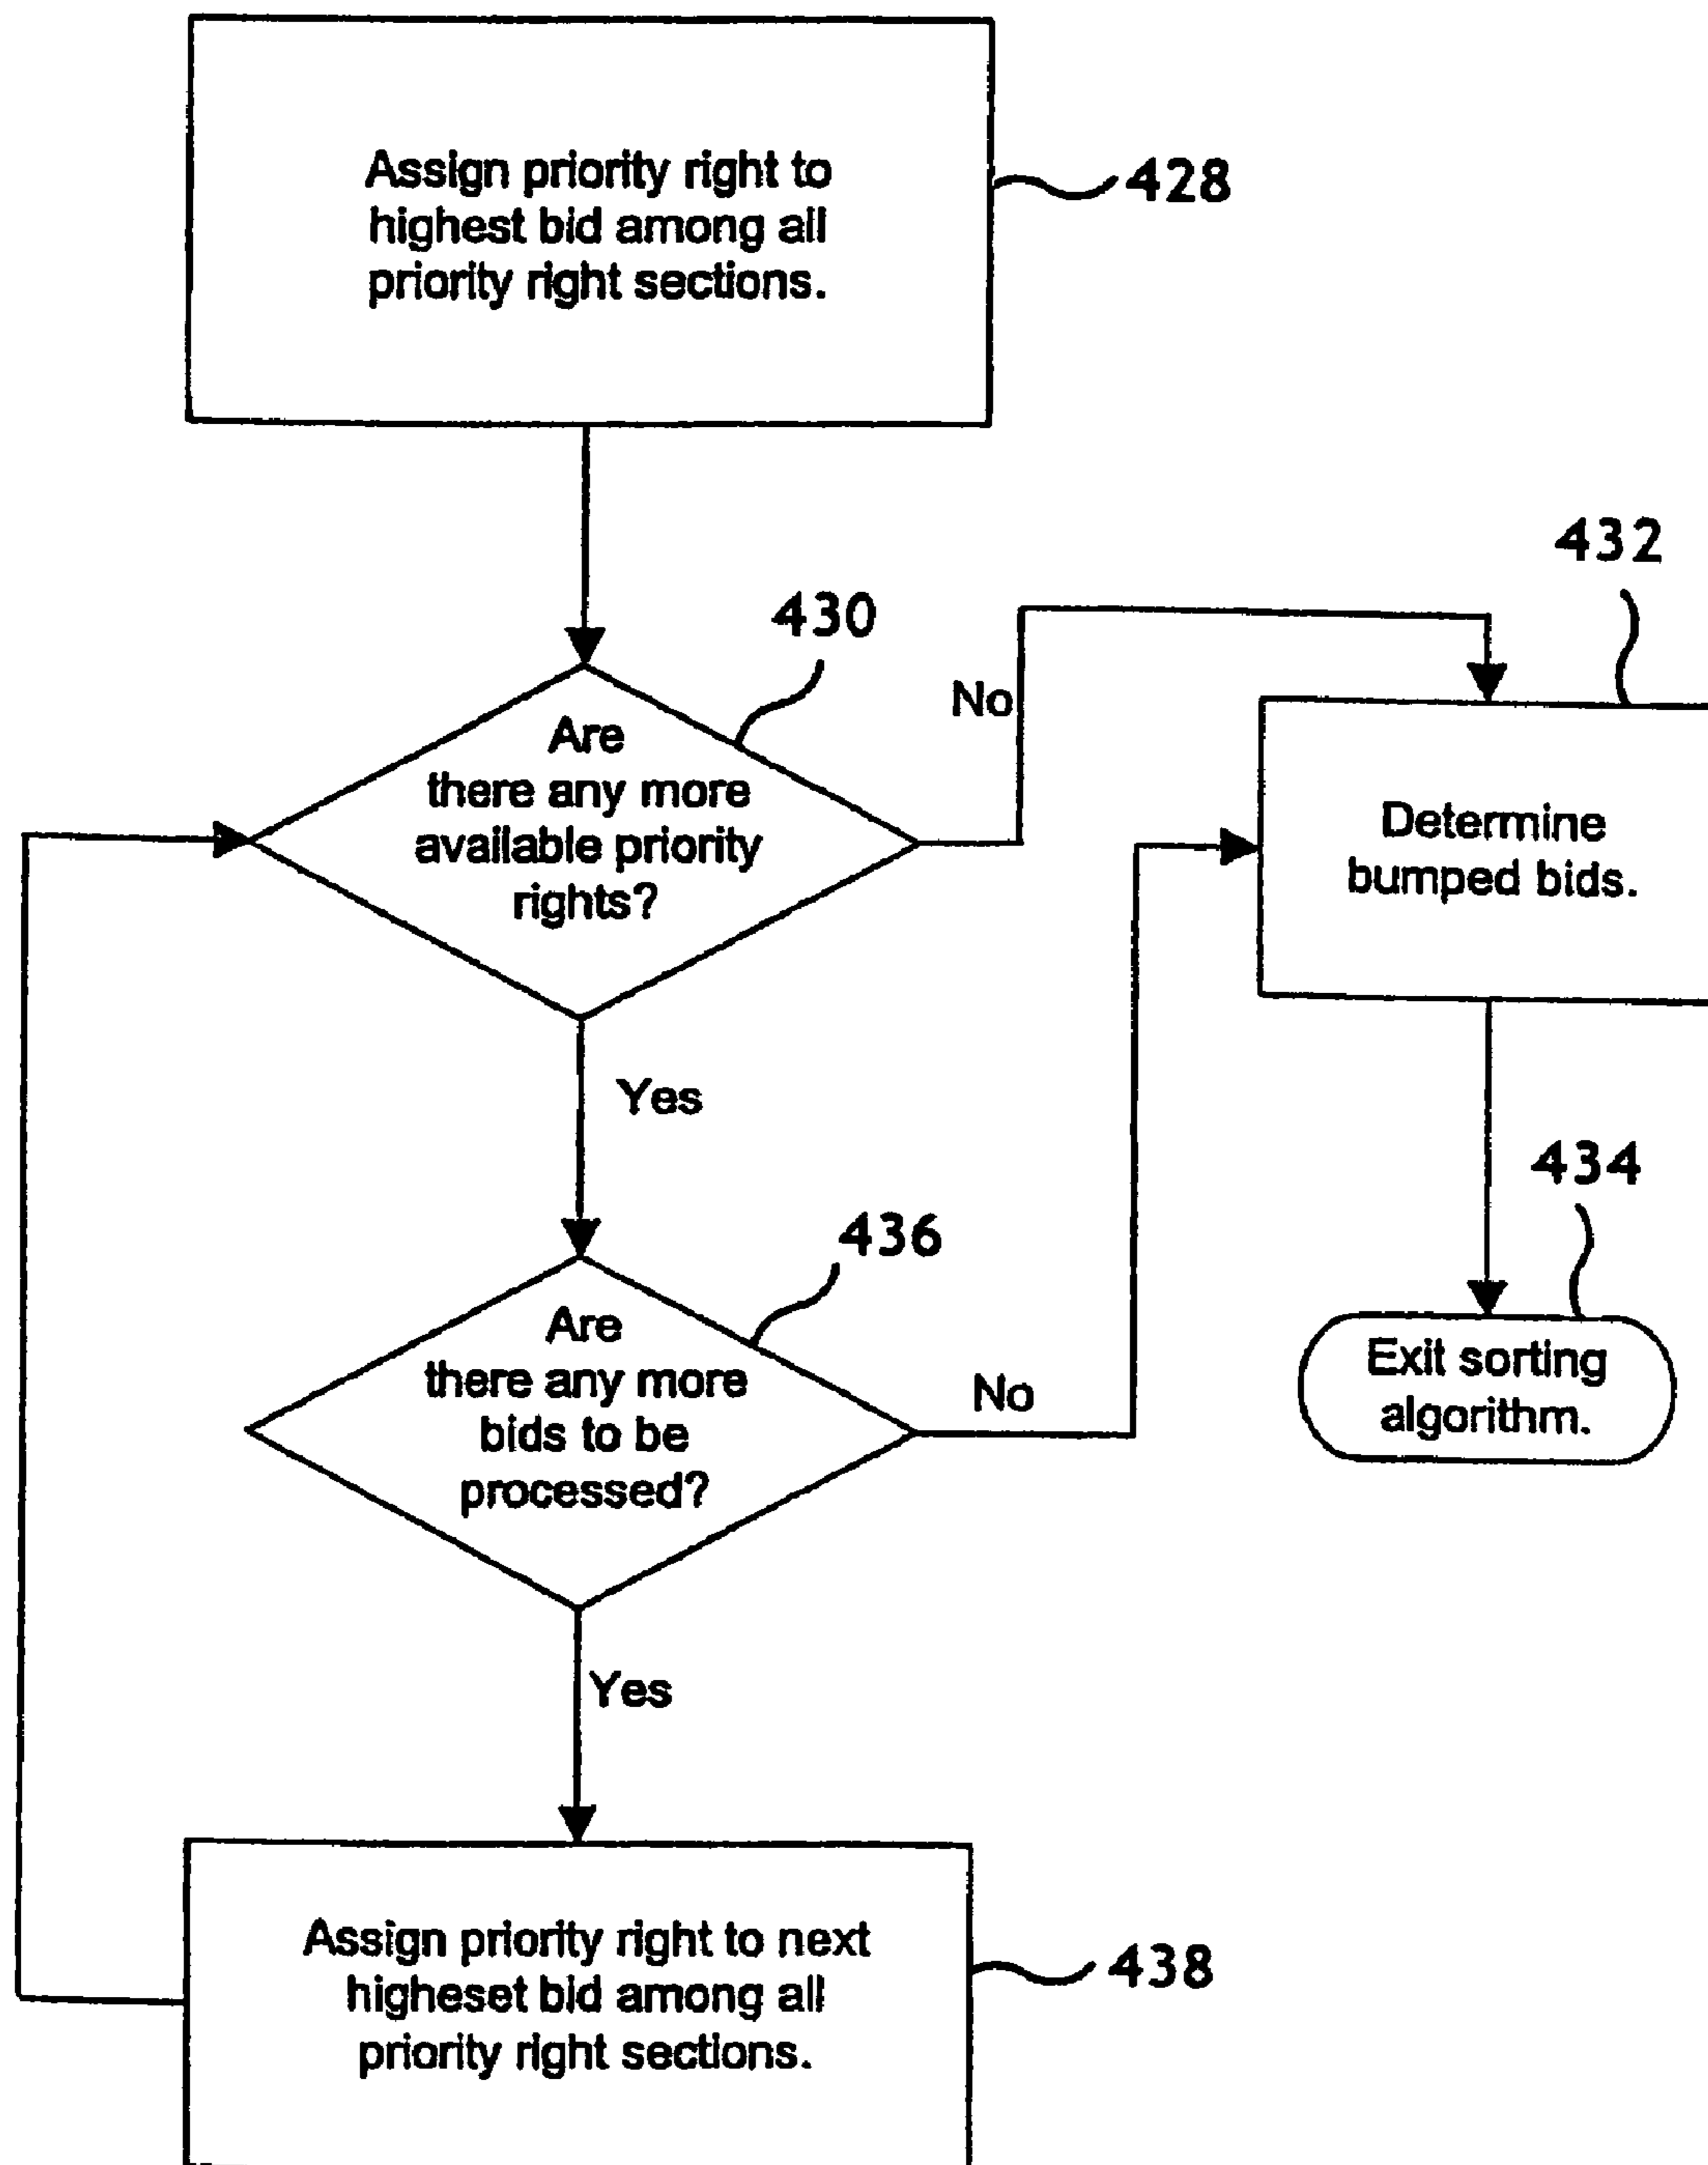 Assign priority right to
highest bid among all
priority right sections.
428
432
430
No
Are
there any more
available priority
rights?
Determine
bumped bids.
Yes
434
436
Are
there any more
bids to be
processed?
No
Exit sorting
algorithm.
Yes
Assign priority right to next
higheset bid among all
priority right sections.
438